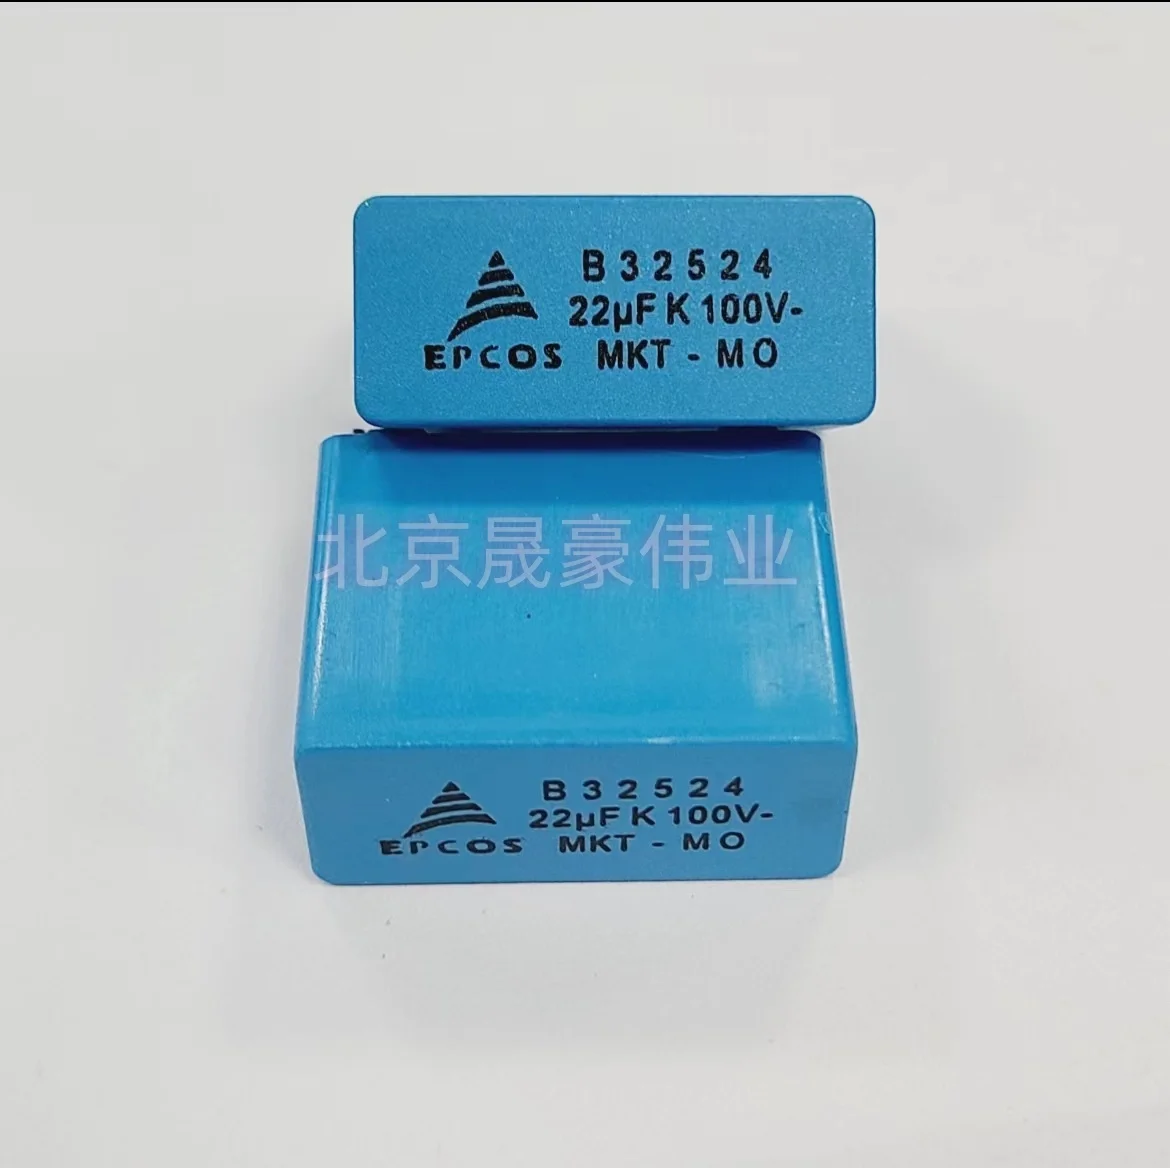 B32524
22µF K 100V-
EPCOS MKT - MO
北京晟豪伟业
B32524
22µF K 100V-
EPCOS MKT - MO